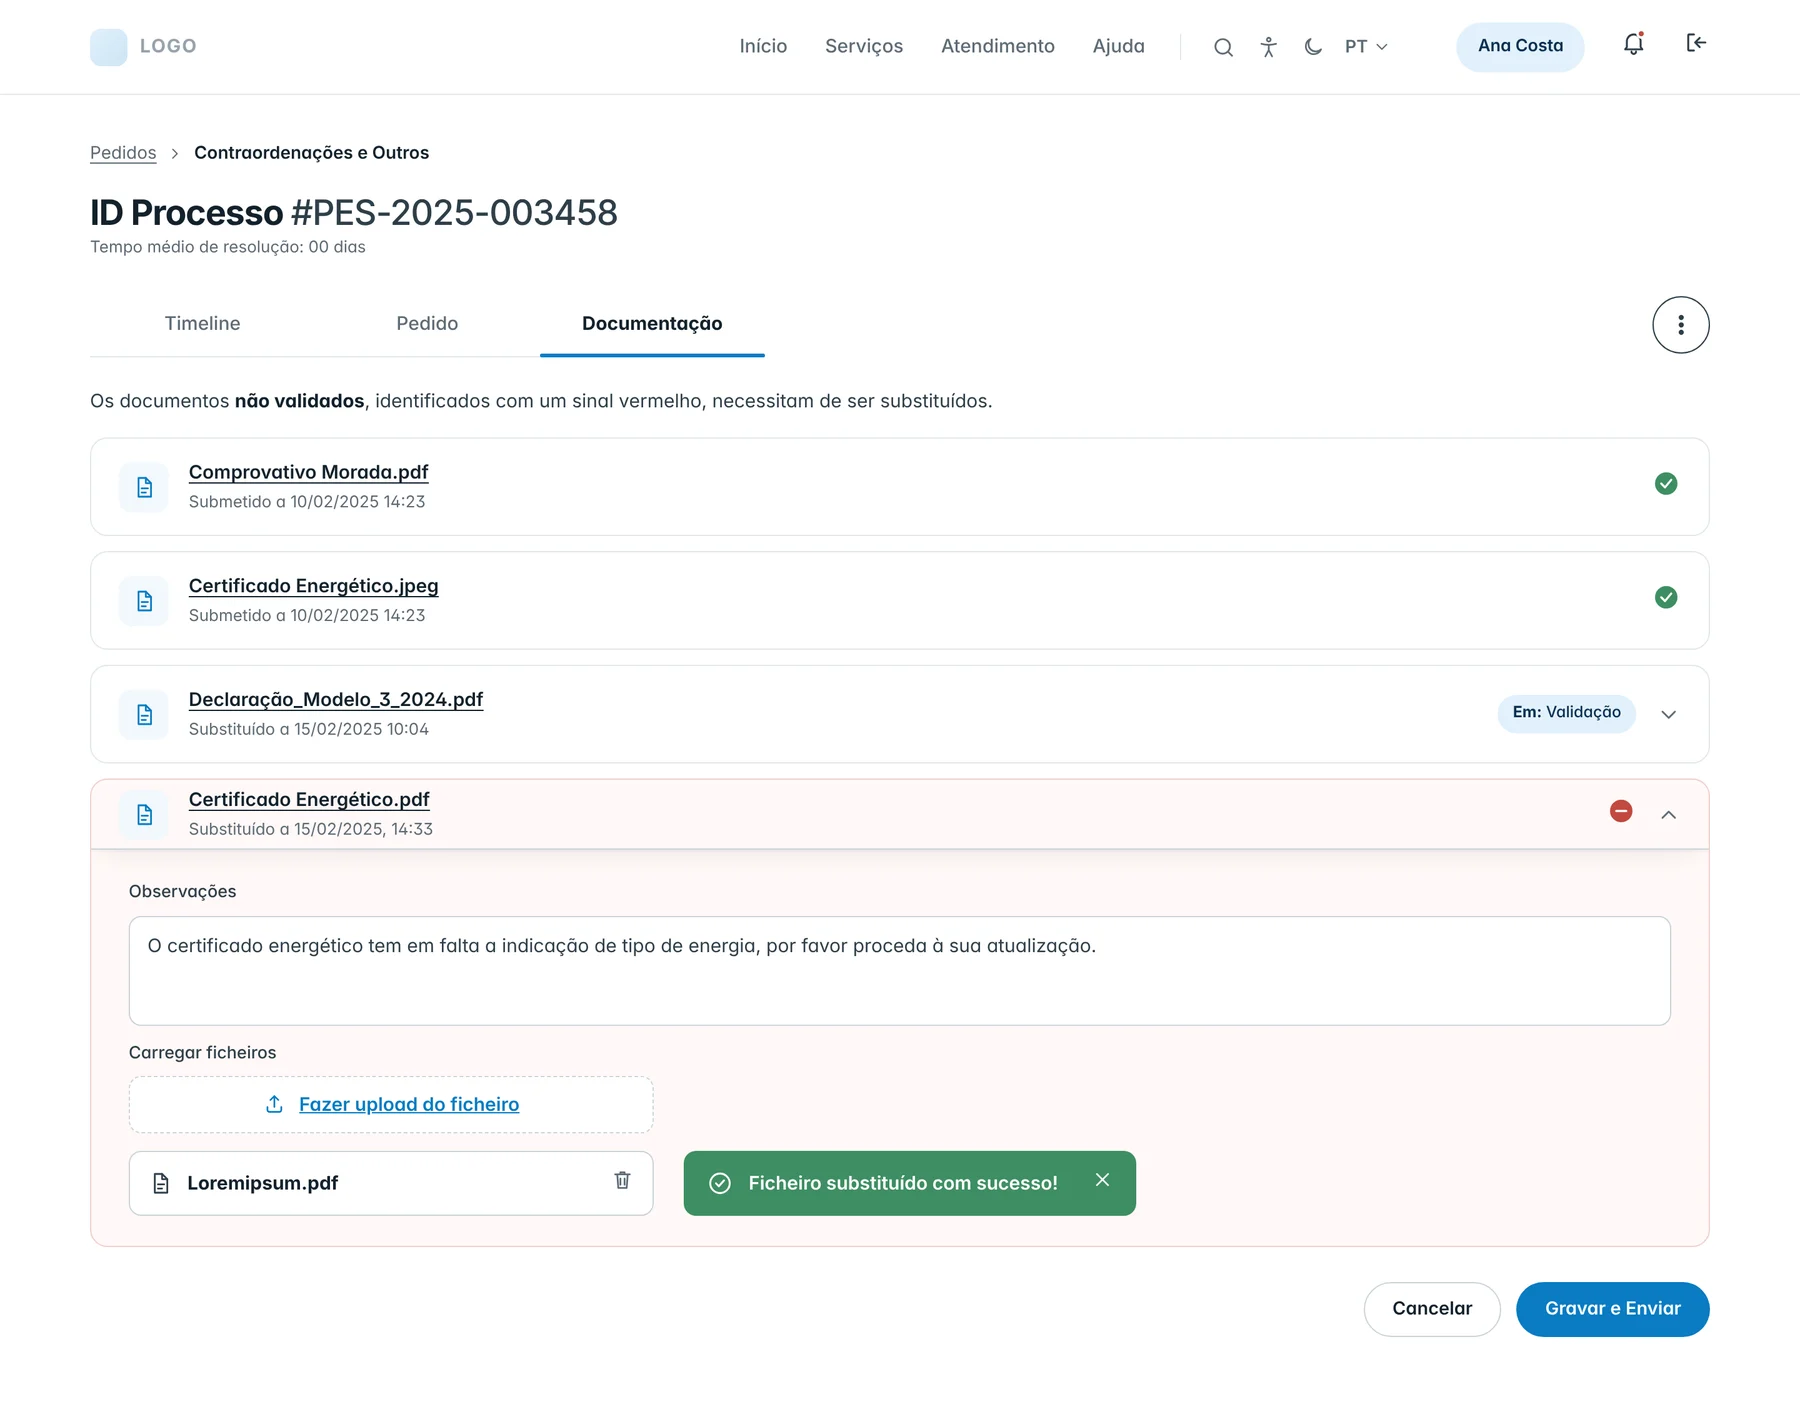 LOGO
Início
Serviços
Atendimento
Ajuda
PT
Ana Costa
Pedidos > Contraordenações e Outros
ID Processo #PES-2025-003458
Tempo médio de resolução: 00 dias
Timeline
Pedido
Documentação
Os documentos não validados, identificados com um sinal vermelho, necessitam de ser substituídos.
Comprovativo Morada.pdf
Submetido a 10/02/2025 14:23
Certificado Energético.jpeg
Submetido a 10/02/2025 14:23
Declaração_Modelo_3_2024.pdf
Substituído a 15/02/2025 10:04
Em: Validação
Certificado Energético.pdf
Substituído a 15/02/2025, 14:33
Observações
O certificado energético tem em falta a indicação de tipo de energia, por favor proceda à sua atualização.
Carregar ficheiros
Fazer upload do ficheiro
Loremipsum.pdf
Ficheiro substituído com sucesso!
Cancelar
Gravar e Enviar